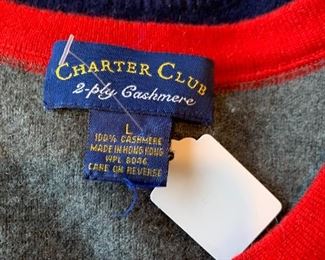 CHARTER CLUB
2-ply Cashmere
L
100% CASHMERE
MADE IN HONG KONG
WPL 8046
CARE ON REVERSE